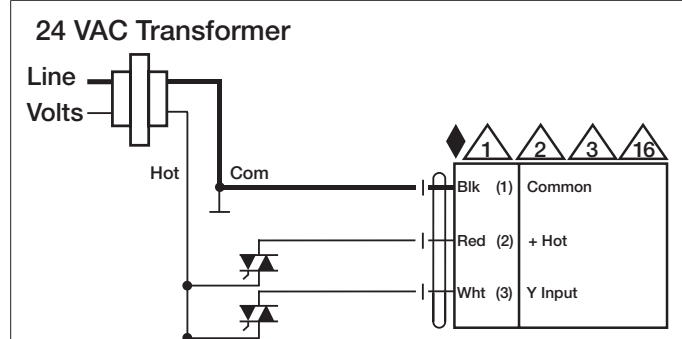 24 VAC Transformer
Line
Volts
Hot
Com
1
2
3
16
Blk (1) Common
Red (2) + Hot
Wht (3) Y Input